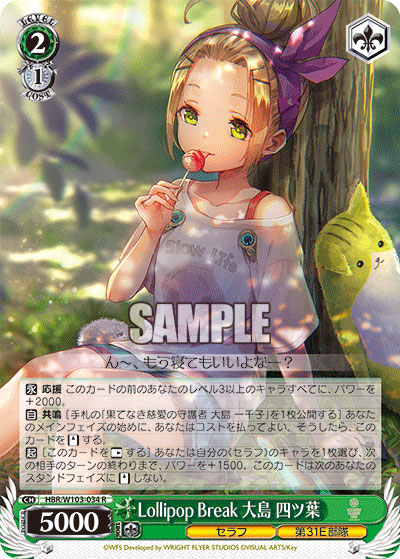 LEVEL
2
1
COST
Slow Life
SAMPLE
ん～、もう寝てもいいよなー？
永 応援 このカードの前のあなたのレベル3以上のキャラすべてに、パワーを
+2000。
自 共鳴 [手札の「果てなき慈愛の守護者 大島 一千子」を1枚公開する] あなた
のメインフェイズの始めに、あなたはコストを払ってよい。そうしたら、このカー
ドをする。
起 [このカードをする] あなたは自分の《セラフ》のキャラを1枚選び、次
の相手のターンの終わりまで、パワーを+1500。このカードは次のあなたの
スタンドフェイズにしない。
CH HBR/W103-034 R
5000
Lollipop Break 大島 四ツ葉
セラフ 第31E部隊
©WFS Developed by WRIGHT FLYER STUDIOS ©VISUAL ARTS/Key